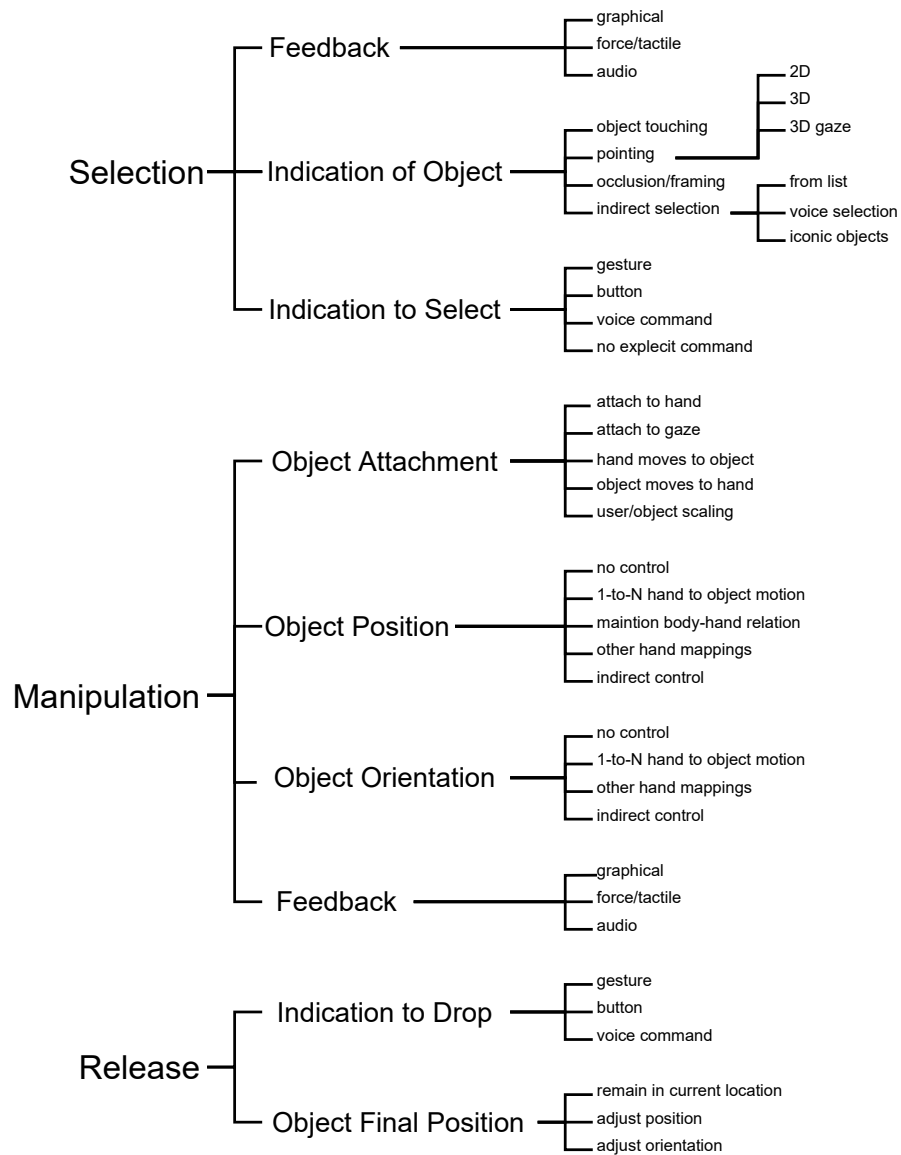 Selection
Feedback
graphical
force/tactile
audio
Indication of Object
object touching
pointing
2D
3D
3D gaze
occlusion/framing
indirect selection
from list
voice selection
iconic objects
Indication to Select
gesture
button
voice command
no explecit command
Manipulation
Object Attachment
attach to hand
attach to gaze
hand moves to object
object moves to hand
user/object scaling
Object Position
no control
1-to-N hand to object motion
maintion body-hand relation
other hand mappings
indirect control
Object Orientation
no control
1-to-N hand to object motion
other hand mappings
indirect control
Feedback
graphical
force/tactile
audio
Release
Indication to Drop
gesture
button
voice command
Object Final Position
remain in current location
adjust position
adjust orientation